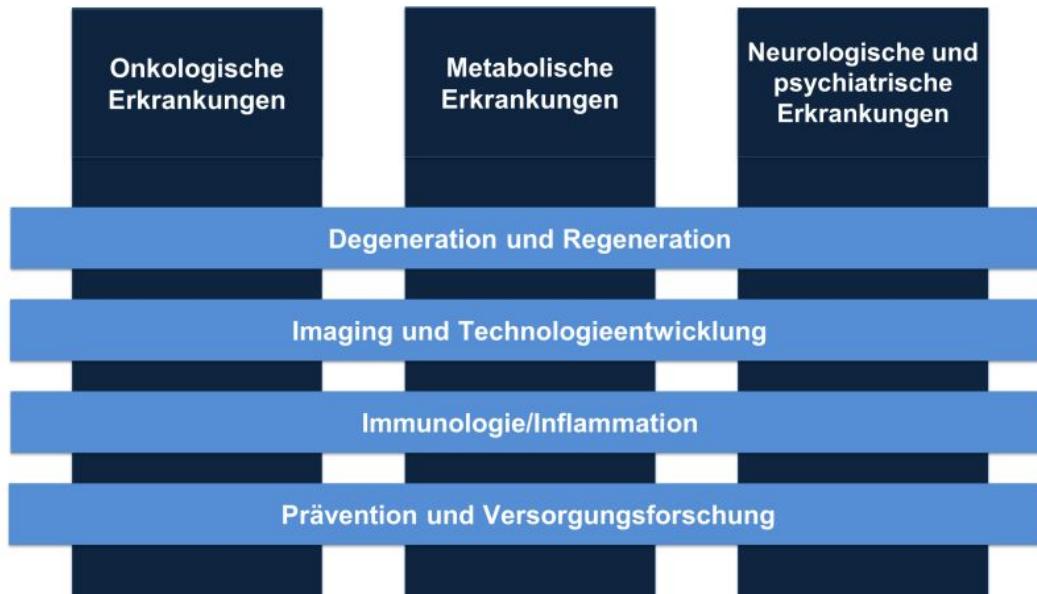 Onkologische
Erkrankungen
Metabolische
Erkrankungen
Neurologische und
psychiatrische
Erkrankungen
Degeneration und Regeneration
Imaging und Technologieentwicklung
Immunologie/Inflammation
Prävention und Versorgungsforschung